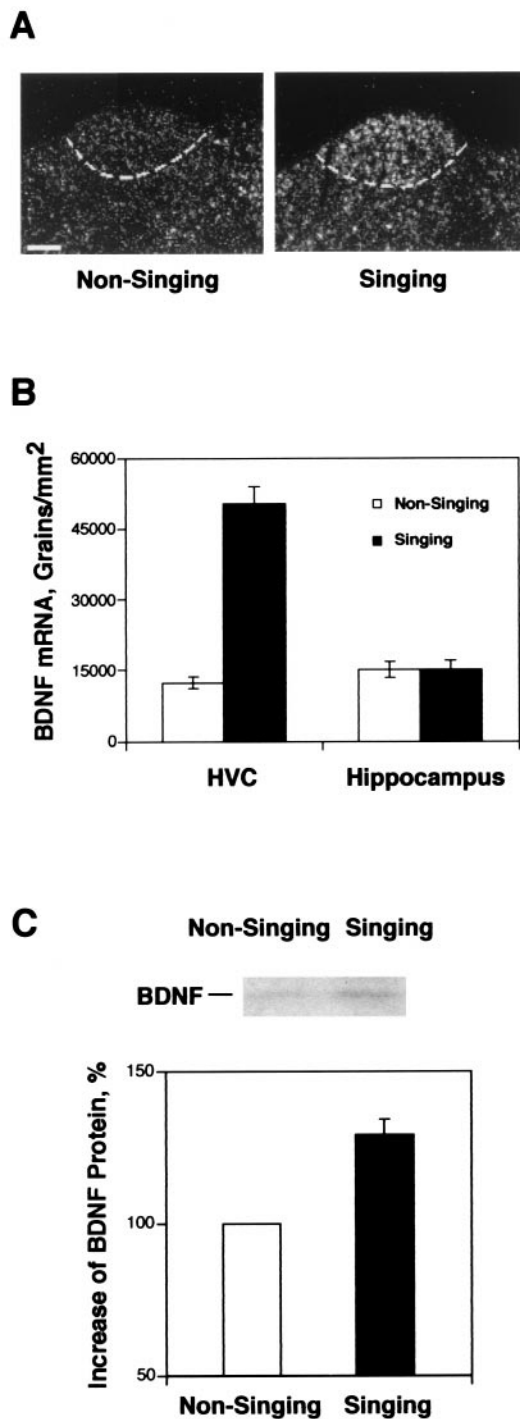 A
Non-Singing Singing
B
BDNF mRNA, Grains/mm²
60000
45000
30000
15000
0
Non-Singing
Singing
HVC Hippocampus
C
Non-Singing Singing
BDNF
Increase of BDNF Protein, %
150
100
50
Non-Singing Singing